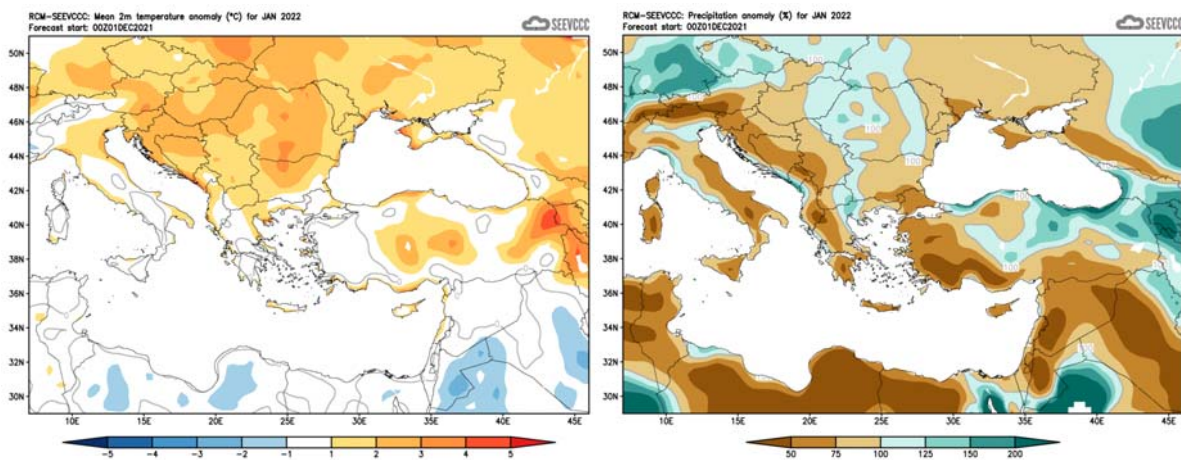 RCM-SEEVCCC: Mean 2m temperature anomaly (°C) for JAN 2022
Forecast start: 00Z01DEC2021
SEEVCCC
50N
48N
46N
44N
42N
40N
38N
36N
34N
32N
30N
10E 15E 20E 25E 30E 35E 40E 45E
-5 -4 -3 -2 -1 1 2 3 4 5
RCM-SEEVCCC: Precipitation anomaly (%) for JAN 2022
Forecast start: 00Z01DEC2021
SEEVCCC
50N
48N
46N
44N
42N
40N
38N
36N
34N
32N
30N
100
100
100
100
10E 15E 20E 25E 30E 35E 40E 45E
50 75 100 125 150 200